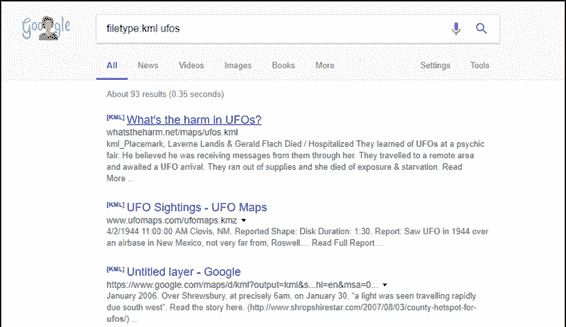 Google
filetype:kml ufos
All News Videos Images Books More Settings Tools
About 93 results (0.35 seconds)
[KML] What's the harm in UFOs?
whatstheharm.net/maps/ufos.kml
kml_Placemark, Laverne Landis & Gerald Flach Died / Hospitalized They learned of UFOs at a psychic
fair. He believed he was receiving messages from them through her. They travelled to a remote area
and awaited a UFO arrival. They ran out of supplies and she died of exposure & starvation. Read
More ...
[KML] UFO Sightings - UFO Maps
www.ufomaps.com/ufomaps.kmz
4/2/1944 11:00:00 AM Clovis, NM. Reported Shape: Disk Duration: 1:30. Report: Saw UFO in 1944 over
an airbase in New Mexico, not very far from, Roswell.... Read Full Report ...
[KML] Untitled layer - Google
https://www.google.com/maps/d/kml?output=kml&s...hl=en&msa=0...
January 2006. Over Shrewsbury, at precisely 6am, on January 30, “a light was seen travelling rapidly
due south west”. Read the story here. (http://www.shropshirestar.com/2007/08/03/county-hotspot-for-
ufos/) ...